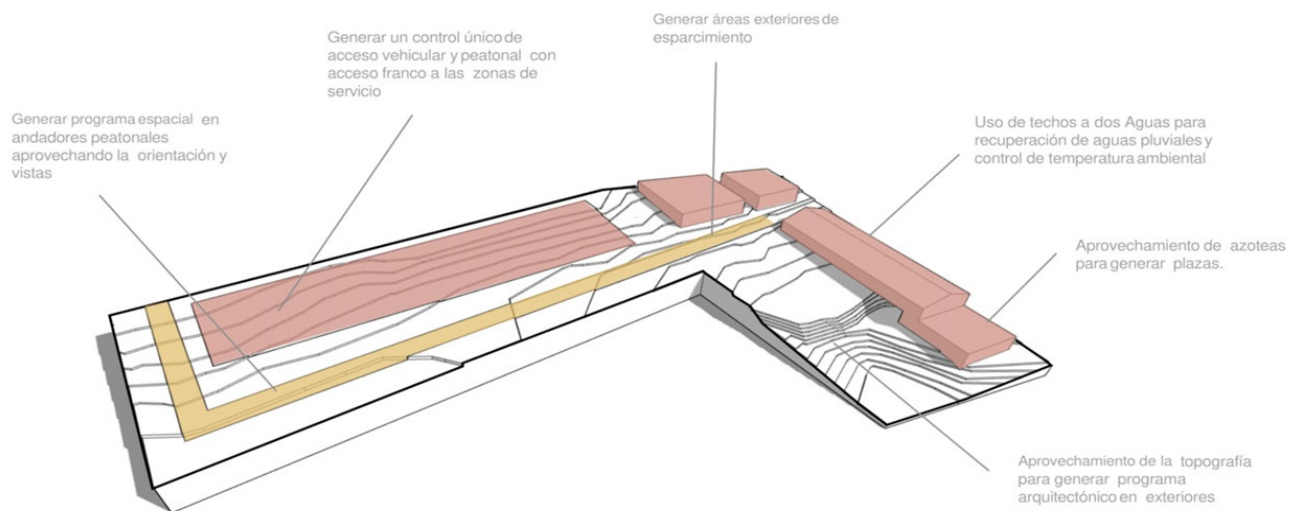 Generar áreas exteriores de
esparcimiento
Generar un control único de
acceso vehicular y peatonal con
acceso franco a las zonas de
servicio
Generar programa espacial en
andadores peatonales
aprovechando la orientación y
vistas
Uso de techos a dos Aguas para
recuperación de aguas pluviales y
control de temperatura ambiental
Aprovechamiento de azoteas
para generar plazas.
Aprovechamiento de la topografía
para generar programa
arquitectónico en exteriores